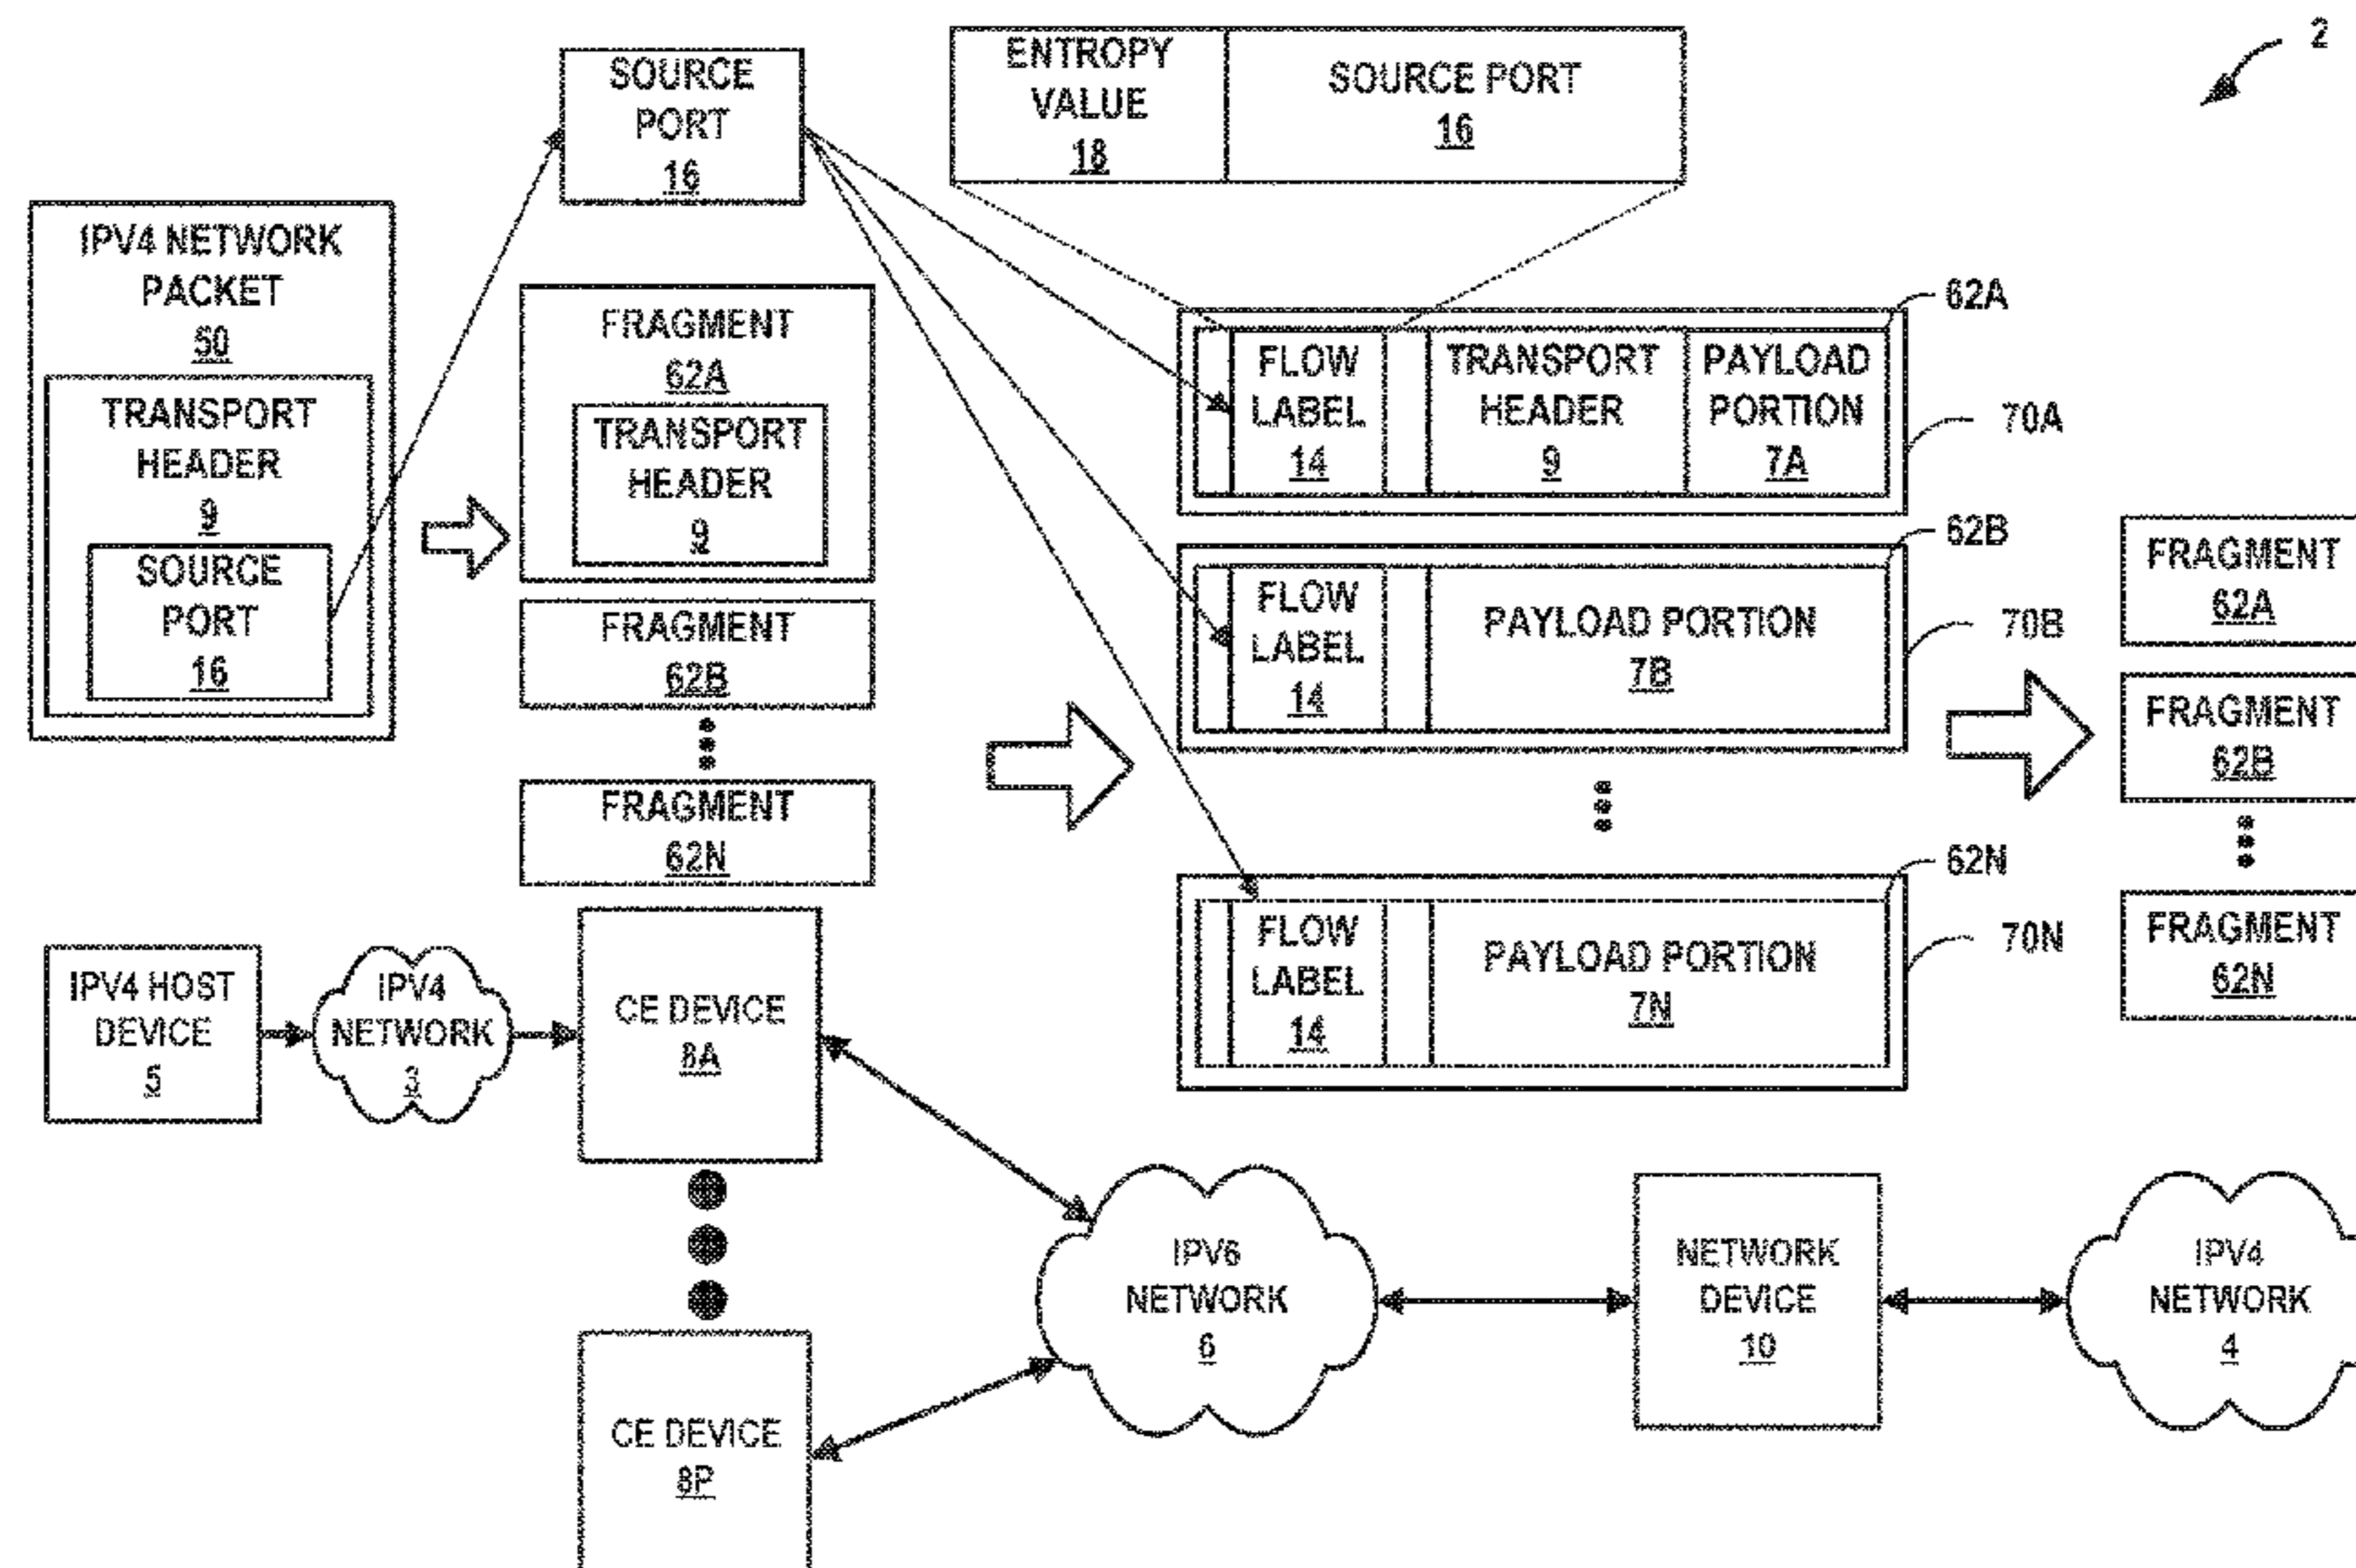 2
SOURCE
PORT
16
ENTROPY
VALUE
18
SOURCE PORT
16
IPV4 NETWORK
PACKET
60
TRANSPORT
HEADER
9
SOURCE
PORT
16
FRAGMENT
62A
TRANSPORT
HEADER
9
FRAGMENT
62B
FRAGMENT
62N
62A
FLOW
LABEL
14
TRANSPORT
HEADER
9
PAYLOAD
PORTION
7A
70A
62B
FLOW
LABEL
14
PAYLOAD PORTION
7B
70B
62N
FLOW
LABEL
14
PAYLOAD PORTION
7N
70N
FRAGMENT
62A
FRAGMENT
62B
FRAGMENT
62N
IPV4 HOST
DEVICE
5
IPV4
NETWORK
3
CE DEVICE
8A
CE DEVICE
8P
IPV6
NETWORK
6
NETWORK
DEVICE
10
IPV4
NETWORK
4